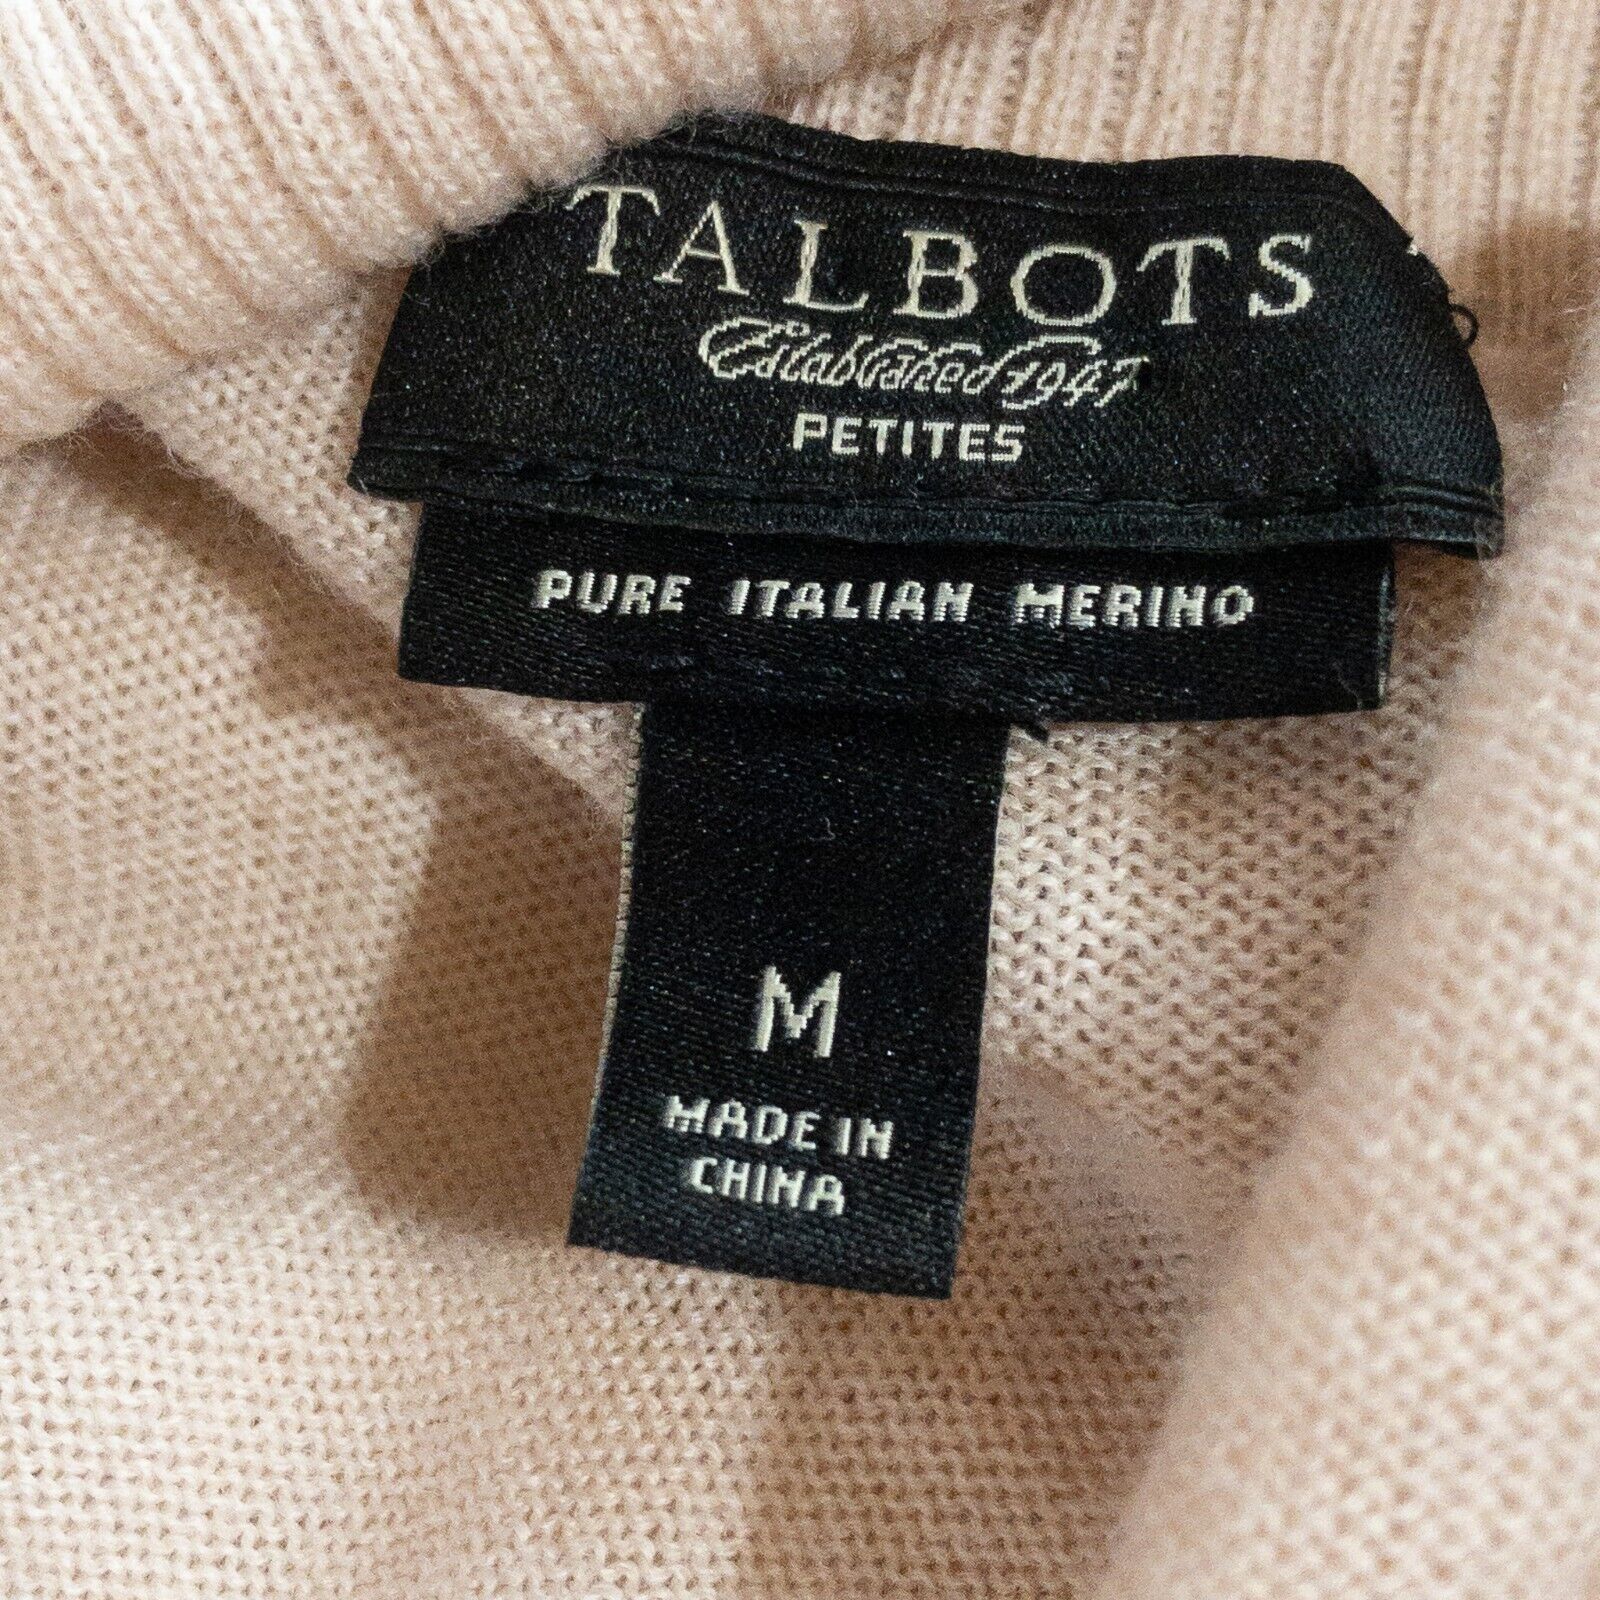 TALBOTS
Established 1947
PETITES
PURE ITALIAN MERINO
M
MADE IN
CHINA